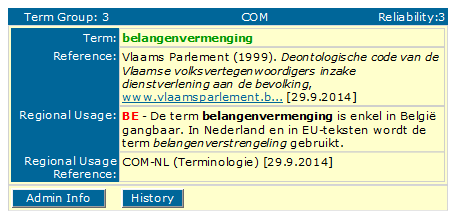 Term Group: 3 COM Reliability:3
Term: belangenvermenging
Reference: Vlaams Parlement (1999). Deontologische code van de
Vlaamse volksvertegenwoordigers inzake
dienstverlening aan de bevolking,
www.vlaamsparlement.b... [29.9.2014]
Regional Usage: BE - De term belangenvermenging is enkel in België
gangbaar. In Nederland en in EU-teksten wordt de
term belangenverstrengeling gebruikt.
Regional Usage COM-NL (Terminologie) [29.9.2014]
Reference:
Admin Info History